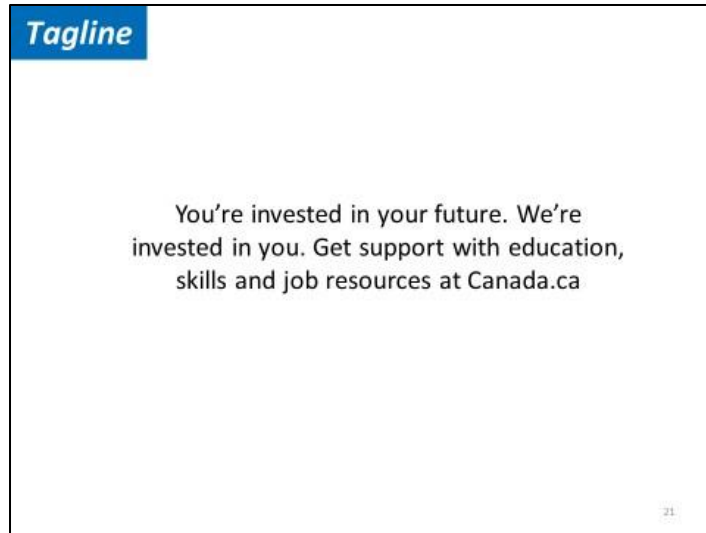 Tagline
You’re invested in your future. We’re
invested in you. Get support with education,
skills and job resources at Canada.ca
21